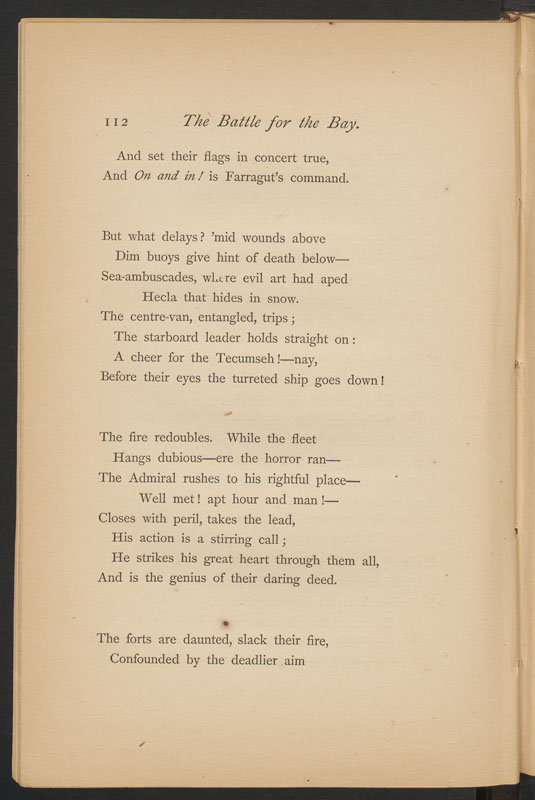 112 The Battle for the Bay.
And set their flags in concert true,
And On and in! is Farragut's command.
But what delays? 'mid wounds above
Dim buoys give hint of death below—
Sea-ambuscades, where evil art had aped
Hecla that hides in snow.
The centre-van, entangled, trips;
The starboard leader holds straight on:
A cheer for the Tecumseh!—nay,
Before their eyes the turreted ship goes down!
The fire redoubles. While the fleet
Hangs dubious—ere the horror ran—
The Admiral rushes to his rightful place—
Well met! apt hour and man!—
Closes with peril, takes the lead,
His action is a stirring call;
He strikes his great heart through them all,
And is the genius of their daring deed.
The forts are daunted, slack their fire,
Confounded by the deadlier aim